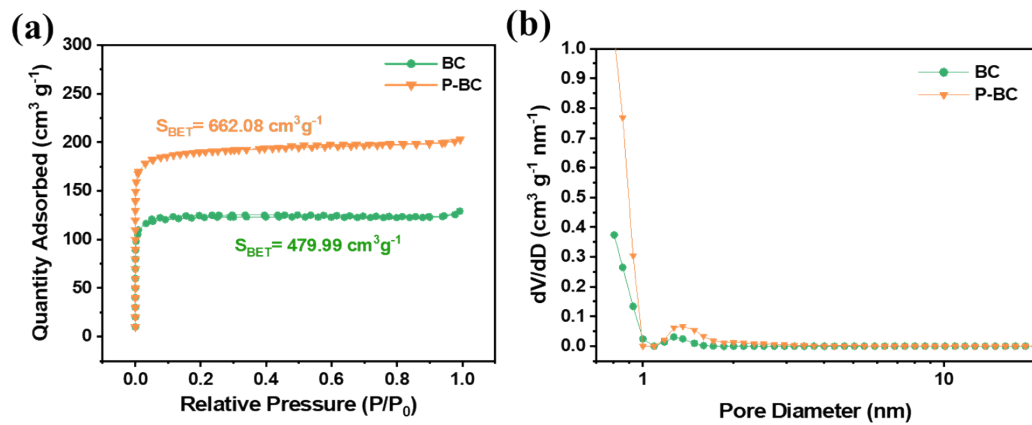 (a)
300
250
200
150
100
50
0
Quantity Adsorbed (cm³ g⁻¹)
BC
P-BC
S_BET= 662.08 cm³g⁻¹
S_BET= 479.99 cm³g⁻¹
0.0 0.2 0.4 0.6 0.8 1.0
Relative Pressure (P/P₀)
(b)
1.0
0.9
0.8
0.7
0.6
0.5
0.4
0.3
0.2
0.1
0.0
dV/dD (cm³ g⁻¹ nm⁻¹)
BC
P-BC
1 10
Pore Diameter (nm)